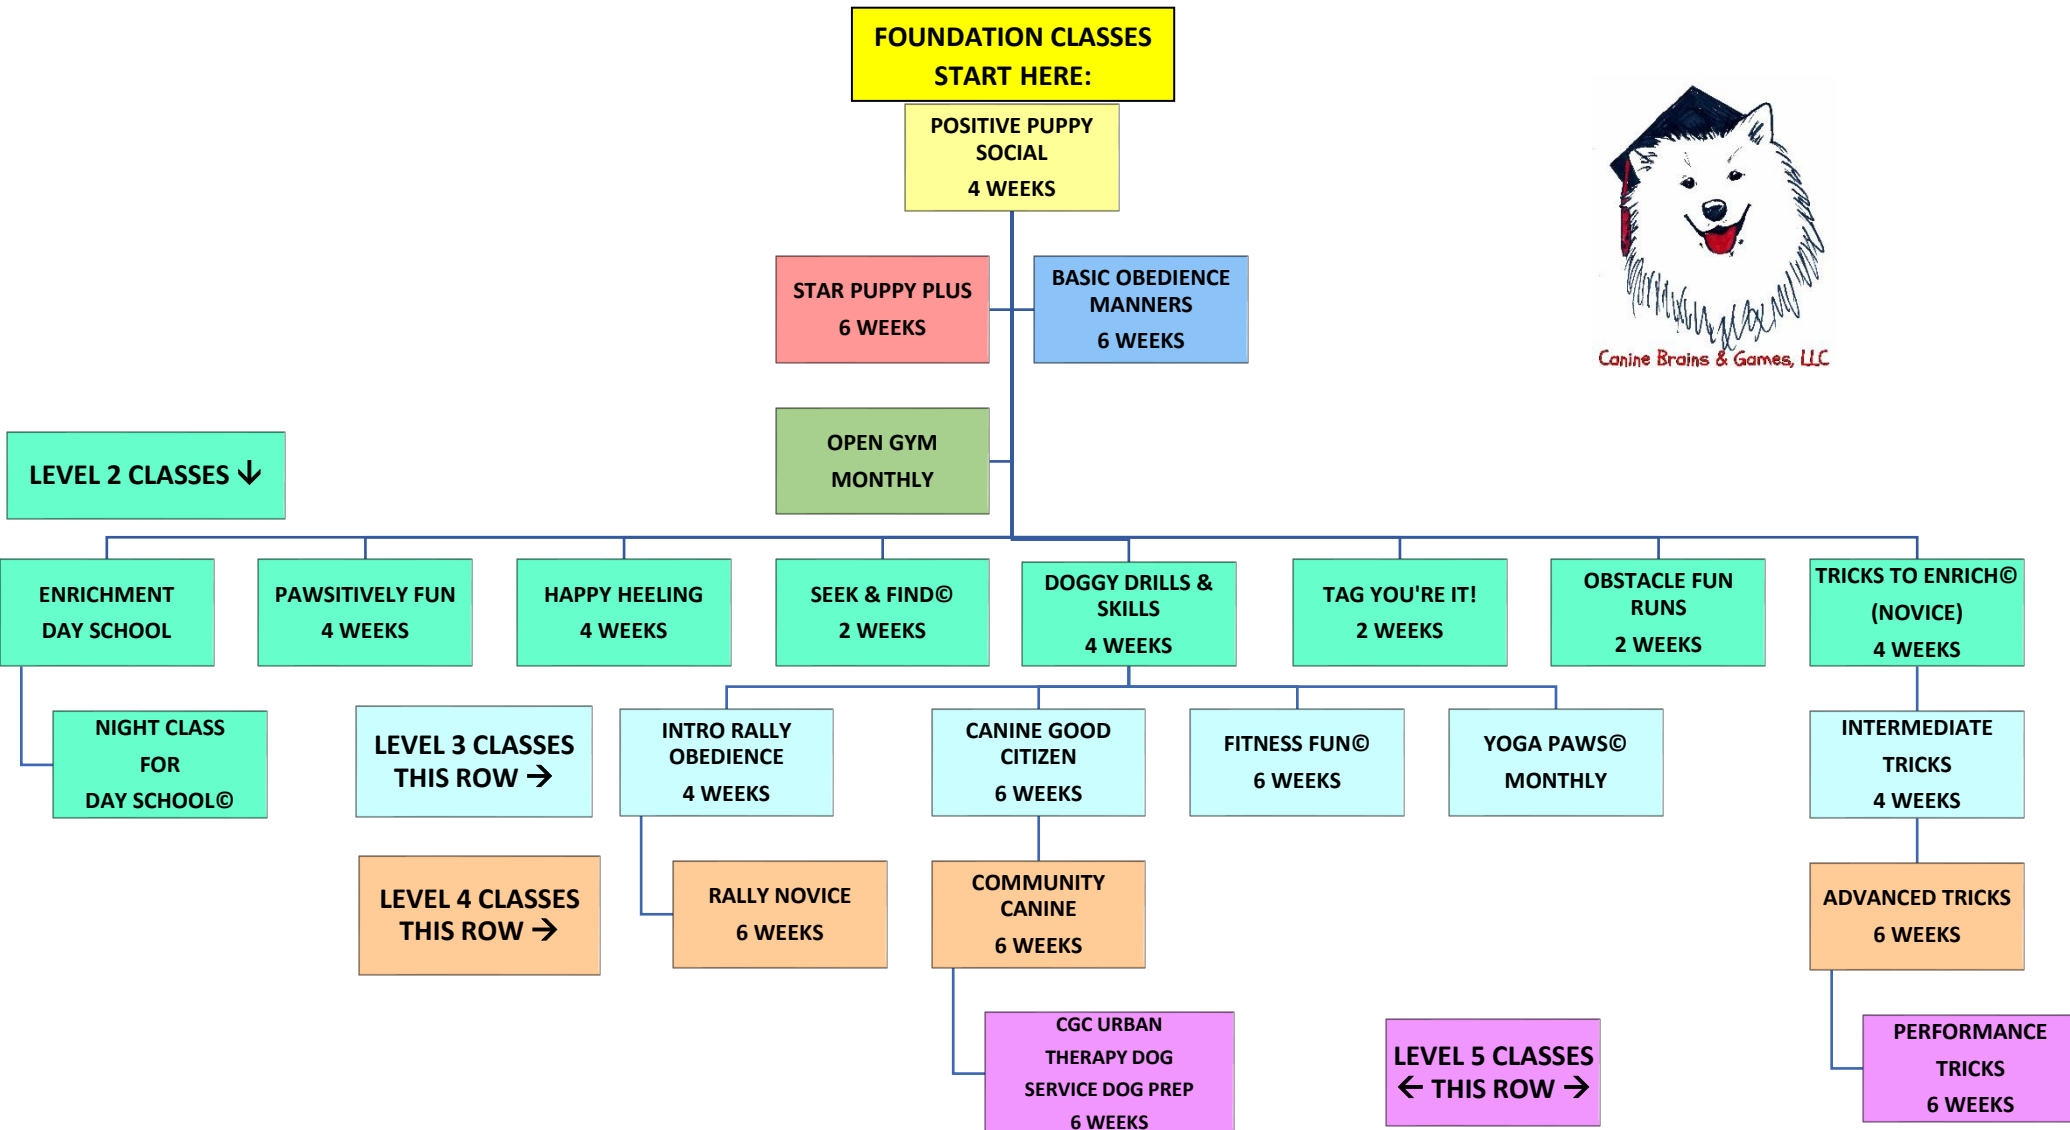 FOUNDATION CLASSES
START HERE:
POSITIVE PUPPY
SOCIAL
4 WEEKS
STAR PUPPY PLUS
6 WEEKS
BASIC OBEDIENCE
MANNERS
6 WEEKS
Canine Brains & Games, LLC
OPEN GYM
MONTHLY
LEVEL 2 CLASSES ↓
ENRICHMENT
DAY SCHOOL
PAWSITIVELY FUN
4 WEEKS
HAPPY HEELING
4 WEEKS
SEEK & FIND©
2 WEEKS
DOGGY DRILLS &
SKILLS
4 WEEKS
TAG YOU'RE IT!
2 WEEKS
OBSTACLE FUN
RUNS
2 WEEKS
TRICKS TO ENRICH©
(NOVICE)
4 WEEKS
NIGHT CLASS
FOR
DAY SCHOOL©
LEVEL 3 CLASSES
THIS ROW →
INTRO RALLY
OBEDIENCE
4 WEEKS
CANINE GOOD
CITIZEN
6 WEEKS
FITNESS FUN©
6 WEEKS
YOGA PAWS©
MONTHLY
INTERMEDIATE
TRICKS
4 WEEKS
LEVEL 4 CLASSES
THIS ROW →
RALLY NOVICE
6 WEEKS
COMMUNITY
CANINE
6 WEEKS
ADVANCED TRICKS
6 WEEKS
CGC URBAN
THERAPY DOG
SERVICE DOG PREP
6 WEEKS
LEVEL 5 CLASSES
← THIS ROW →
PERFORMANCE
TRICKS
6 WEEKS